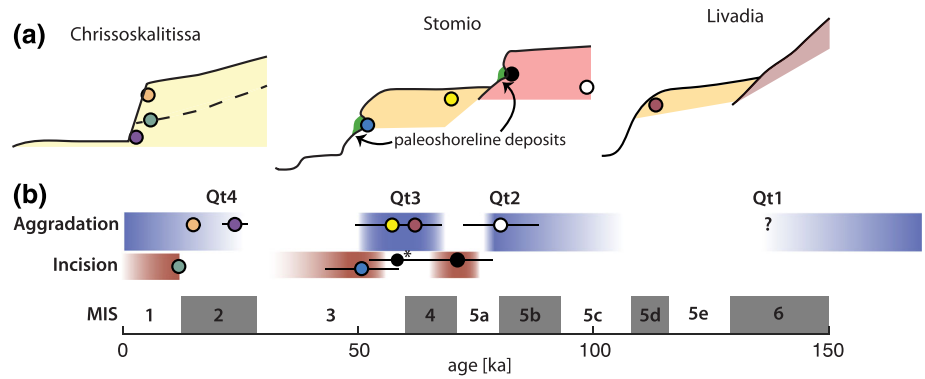 (a)
Chrissoskalitissa
Stomio
Livadia
paleoshoreline deposits
(b)
Qt4
Qt3
Qt2
Qt1
Aggradation
?
Incision
*
MIS
1
2
3
4
5a
5b
5c
5d
5e
6
0
50
100
150
age [ka]